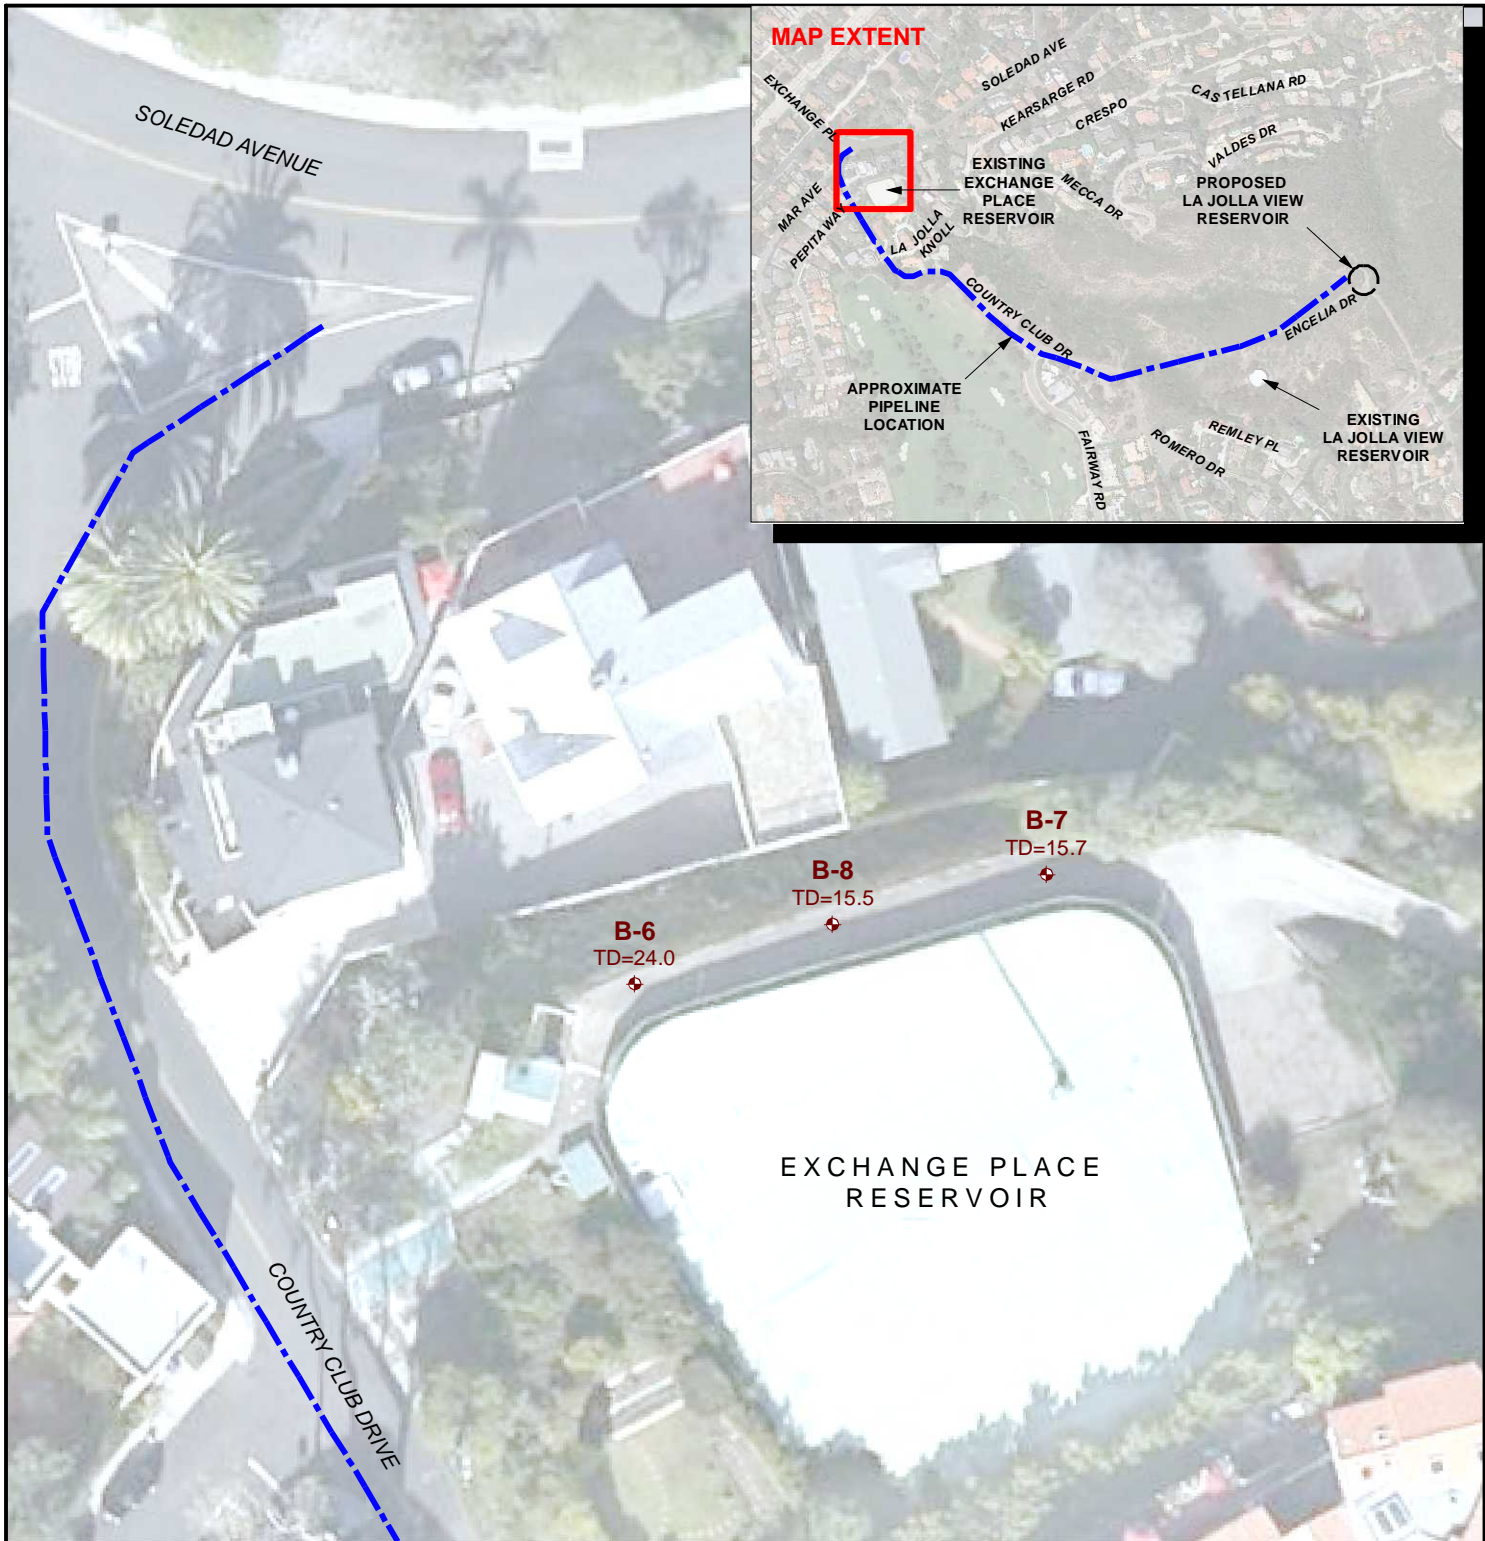 MAP EXTENT
SOLEDAD AVE
KEARSARGE RD
CRESPO
CASTELLANA RD
VALDES DR
EXCHANGE PL
MAR AVE
PEPITA WAY
LA JOLLA
KNOLL
EXISTING
EXCHANGE
PLACE
RESERVOIR
MECCA DR
PROPOSED
LA JOLLA VIEW
RESERVOIR
COUNTRY CLUB DR
ENCELIA DR
APPROXIMATE
PIPELINE
LOCATION
FAIRWAY RD
ROMERO DR
REMLEY PL
EXISTING
LA JOLLA VIEW
RESERVOIR
SOLEDAD AVENUE
B-7
TD=15.7
B-8
TD=15.5
B-6
TD=24.0
EXCHANGE PLACE
RESERVOIR
COUNTRY CLUB DRIVE